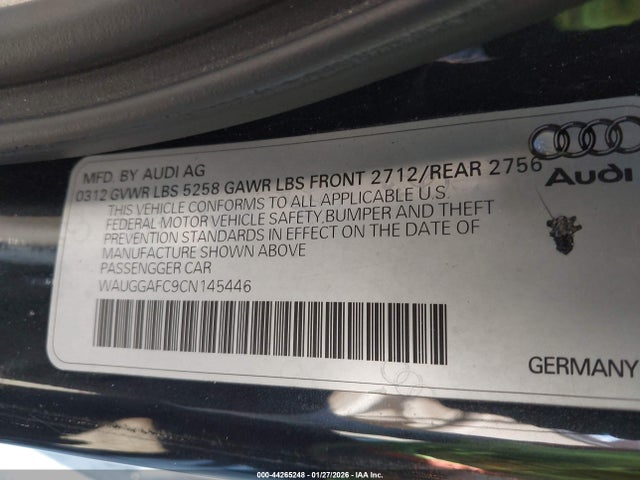 MFD. BY AUDI AG
0312 GVWR LBS 5258 GAWR LBS FRONT 2712/REAR 2756
THIS VEHICLE CONFORMS TO ALL APPLICABLE U.S.
FEDERAL MOTOR VEHICLE SAFETY,BUMPER AND THEFT
PREVENTION STANDARDS IN EFFECT ON THE DATE OF
MANUFACTURE SHOWN ABOVE
PASSENGGER CAR
WAUGGAFC9CN145446
Audi
GERMANY
000-44265248 - 01/27/2026 - IAA Inc.